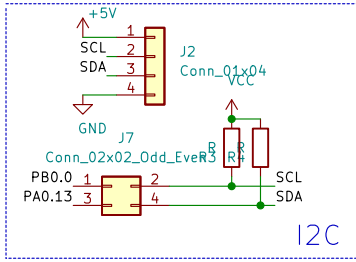 +5V
1
SCL 2
SDA 3
4
J2
Conn_01x04
VCC
GND
J7
Conn_02x02_Odd_Even
R R
R3 R4
PB0.0 1 2 SCL
PA0.13 3 4 SDA
I2C